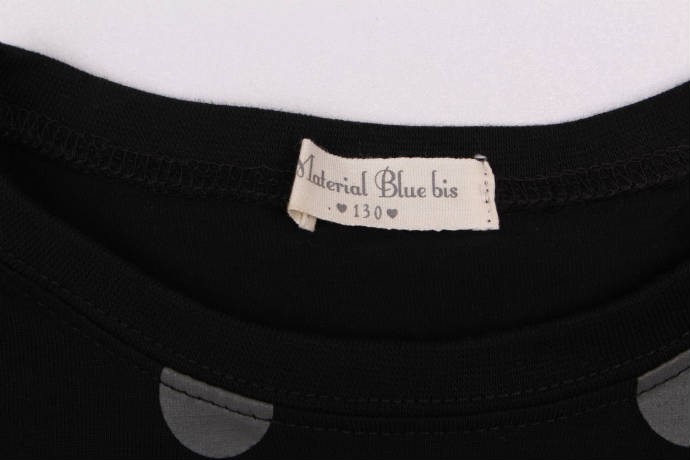 Material Blue bis
♥ 130 ♥